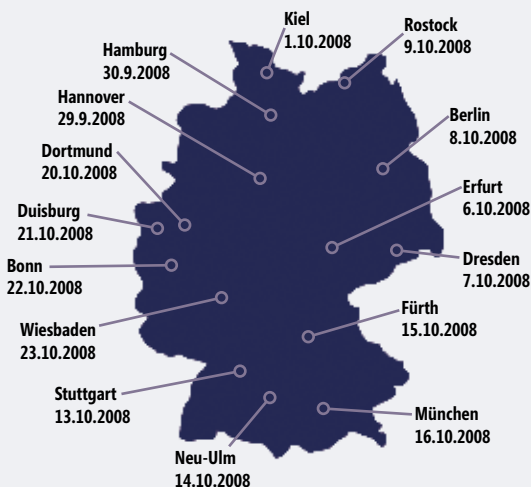 Kiel
1.10.2008
Rostock
9.10.2008
Hamburg
30.9.2008
Hannover
29.9.2008
Berlin
8.10.2008
Dortmund
20.10.2008
Erfurt
6.10.2008
Duisburg
21.10.2008
Dresden
7.10.2008
Bonn
22.10.2008
Fürth
15.10.2008
Wiesbaden
23.10.2008
Stuttgart
13.10.2008
München
16.10.2008
Neu-Ulm
14.10.2008